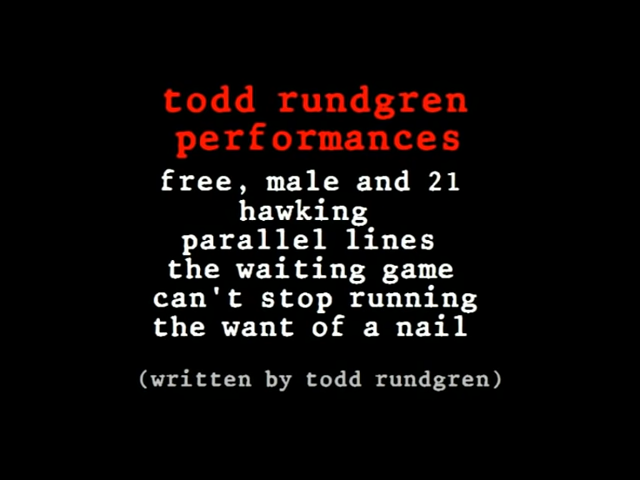 todd rundgren
performances
free, male and 21
hawking
parallel lines
the waiting game
can't stop running
the want of a nail
(written by todd rundgren)